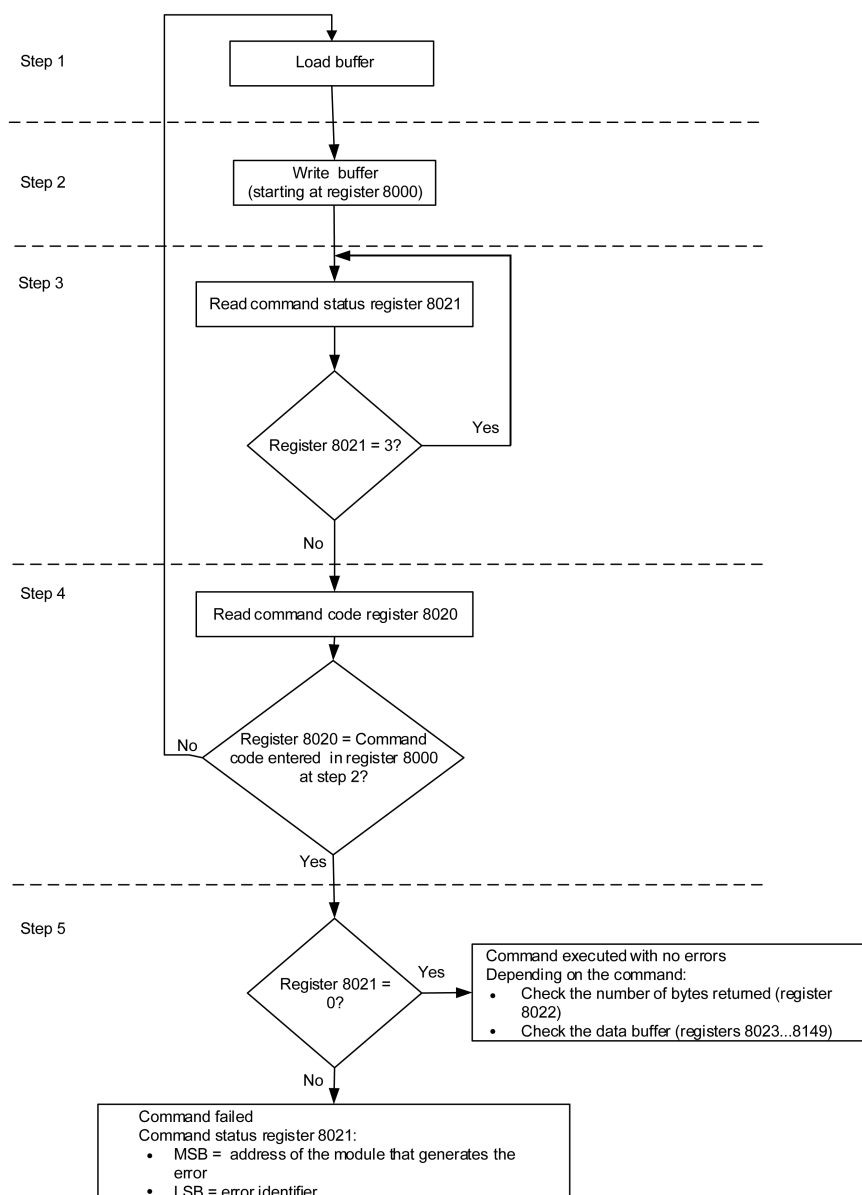 Step 1
Load buffer
Step 2
Write buffer
(starting at register 8000)
Step 3
Read command status register 8021
Register 8021 = 3?
Yes
No
Step 4
Read command code register 8020
Register 8020 = Command
code entered in register 8000
at step 2?
No
Yes
Step 5
Register 8021 =
0?
Yes
Command executed with no errors
Depending on the command:
• Check the number of bytes returned (register
8022)
• Check the data buffer (registers 8023...8149)
No
Command failed
Command status register 8021:
• MSB = address of the module that generates the
error
• LSB = error identifier